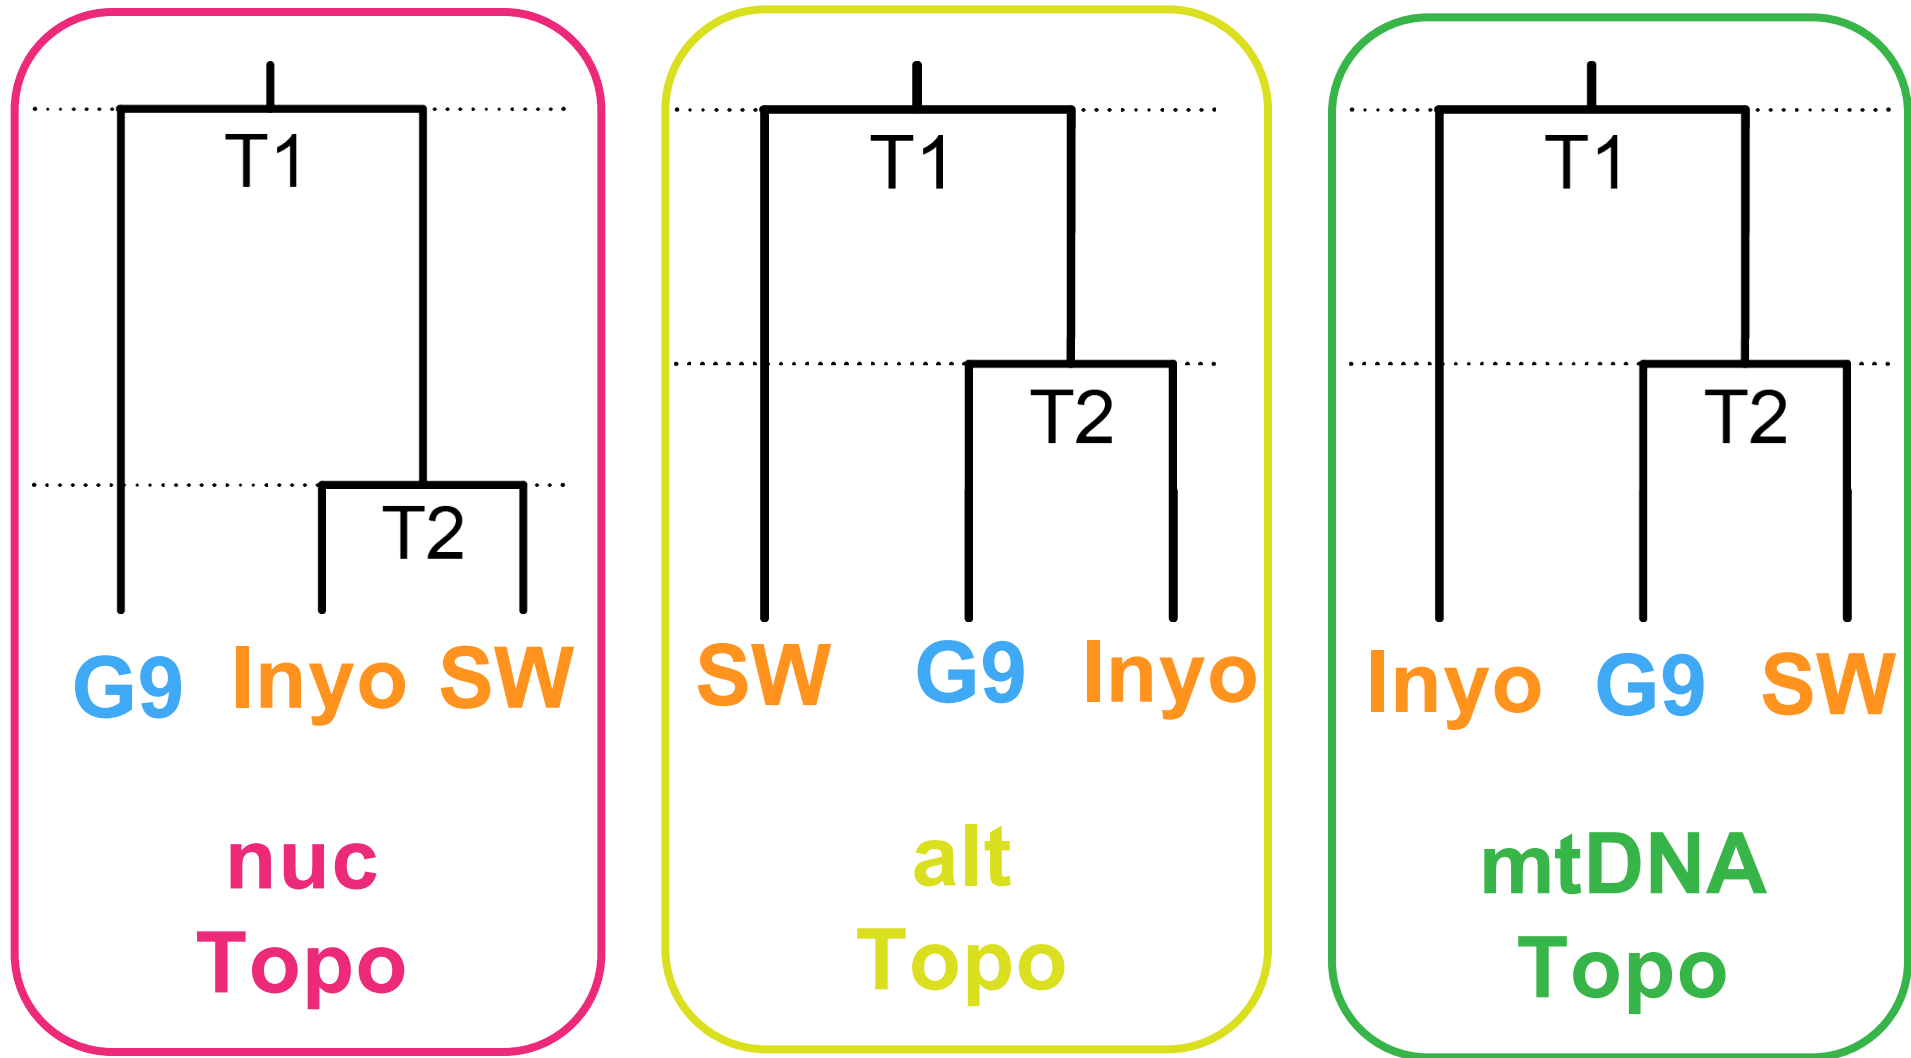 T1
T2
G9 Inyo SW
nuc
Topo
T1
T2
SW G9 Inyo
alt
Topo
T1
T2
Inyo G9 SW
mtDNA
Topo